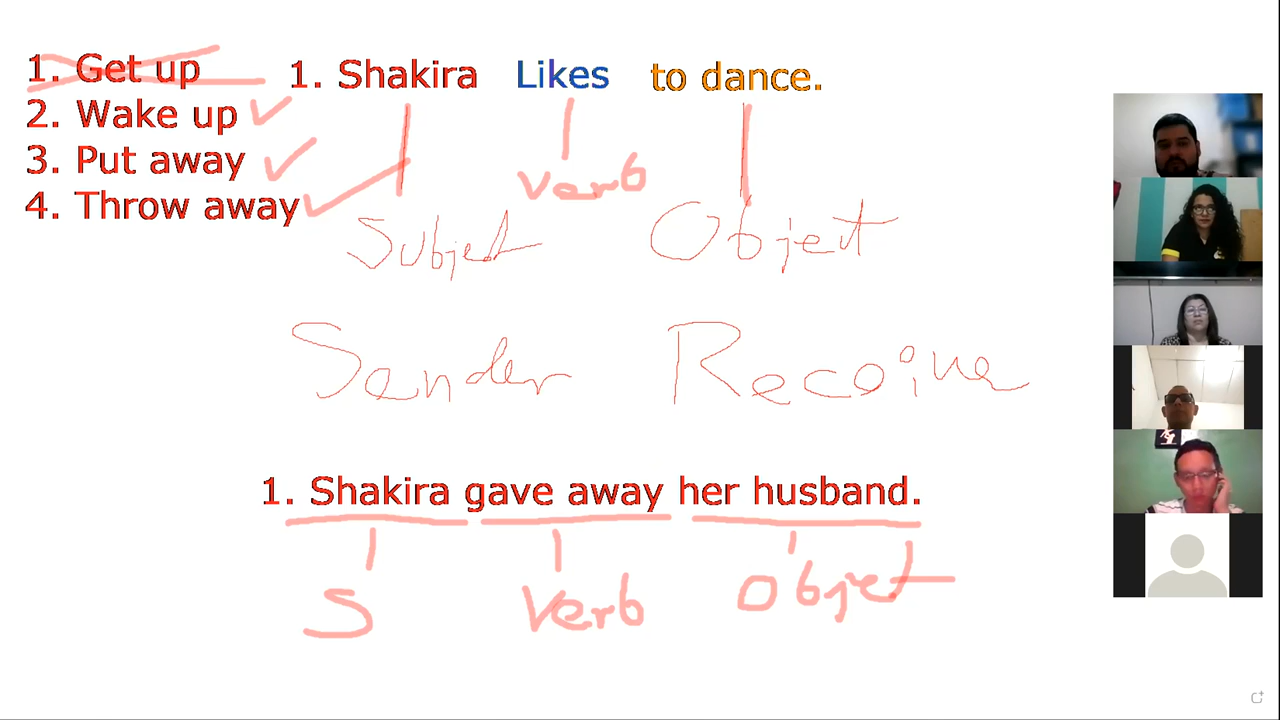 1. Get up
2. Wake up
3. Put away
4. Throw away
1. Shakira Likes to dance.
verb
Subject Object
Sender Receive
1. Shakira gave away her husband.
S verb Objet